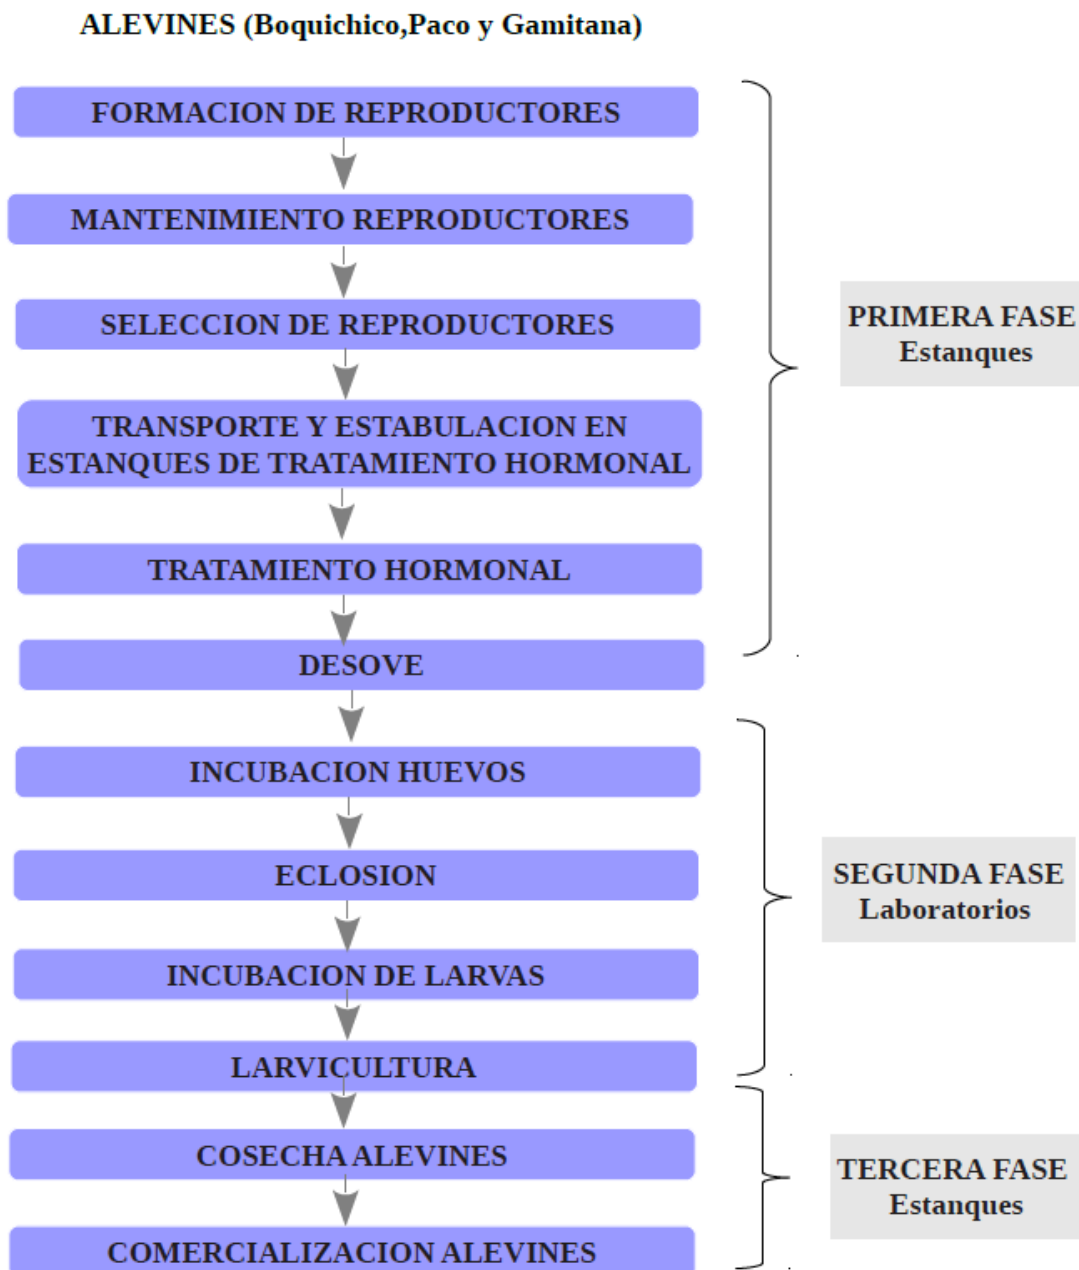 ALEVINES (Boquichico,Paco y Gamitana)
FORMACION DE REPRODUCTORES
MANTENIMIENTO REPRODUCTORES
SELECCION DE REPRODUCTORES
TRANSPORTE Y ESTABULACION EN
ESTANQUES DE TRATAMIENTO HORMONAL
TRATAMIENTO HORMONAL
DESOVE
PRIMERA FASE
Estanques
INCUBACION HUEVOS
ECLOSION
INCUBACION DE LARVAS
LARVICULTURA
SEGUNDA FASE
Laboratorios
COSECHA ALEVINES
COMERCIALIZACION ALEVINES
TERCERA FASE
Estanques